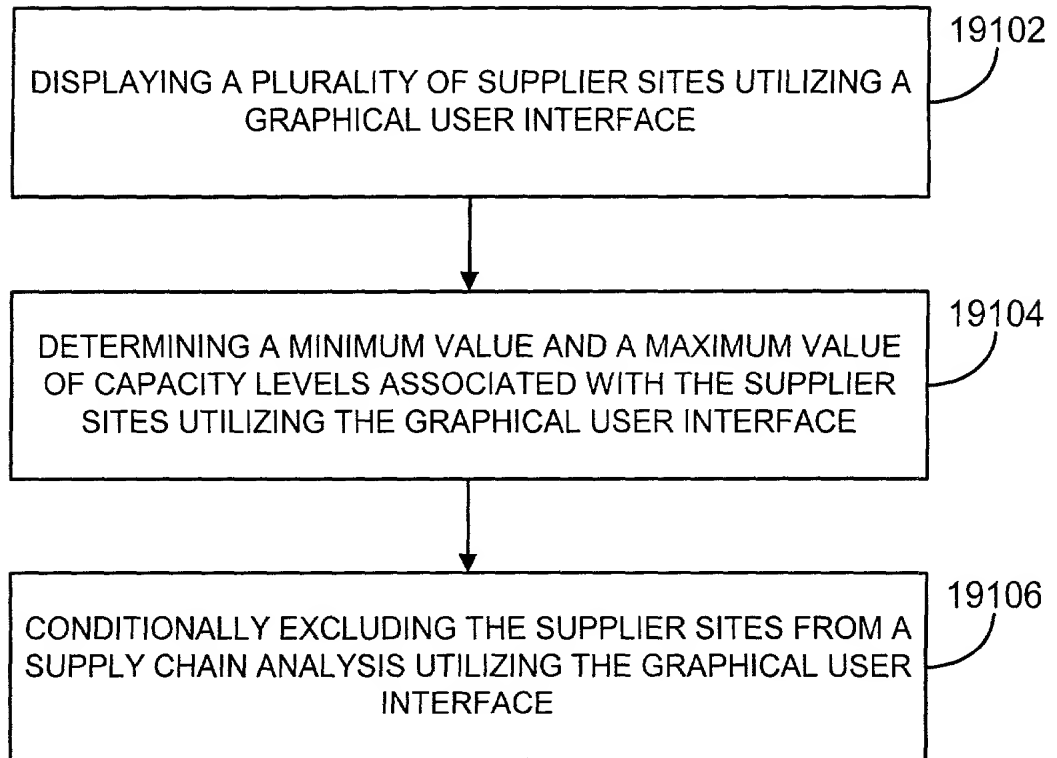 19102
DISPLAYING A PLURALITY OF SUPPLIER SITES UTILIZING A
GRAPHICAL USER INTERFACE
19104
DETERMINING A MINIMUM VALUE AND A MAXIMUM VALUE
OF CAPACITY LEVELS ASSOCIATED WITH THE SUPPLIER
SITES UTILIZING THE GRAPHICAL USER INTERFACE
19106
CONDITIONALLY EXCLUDING THE SUPPLIER SITES FROM A
SUPPLY CHAIN ANALYSIS UTILIZING THE GRAPHICAL USER
INTERFACE